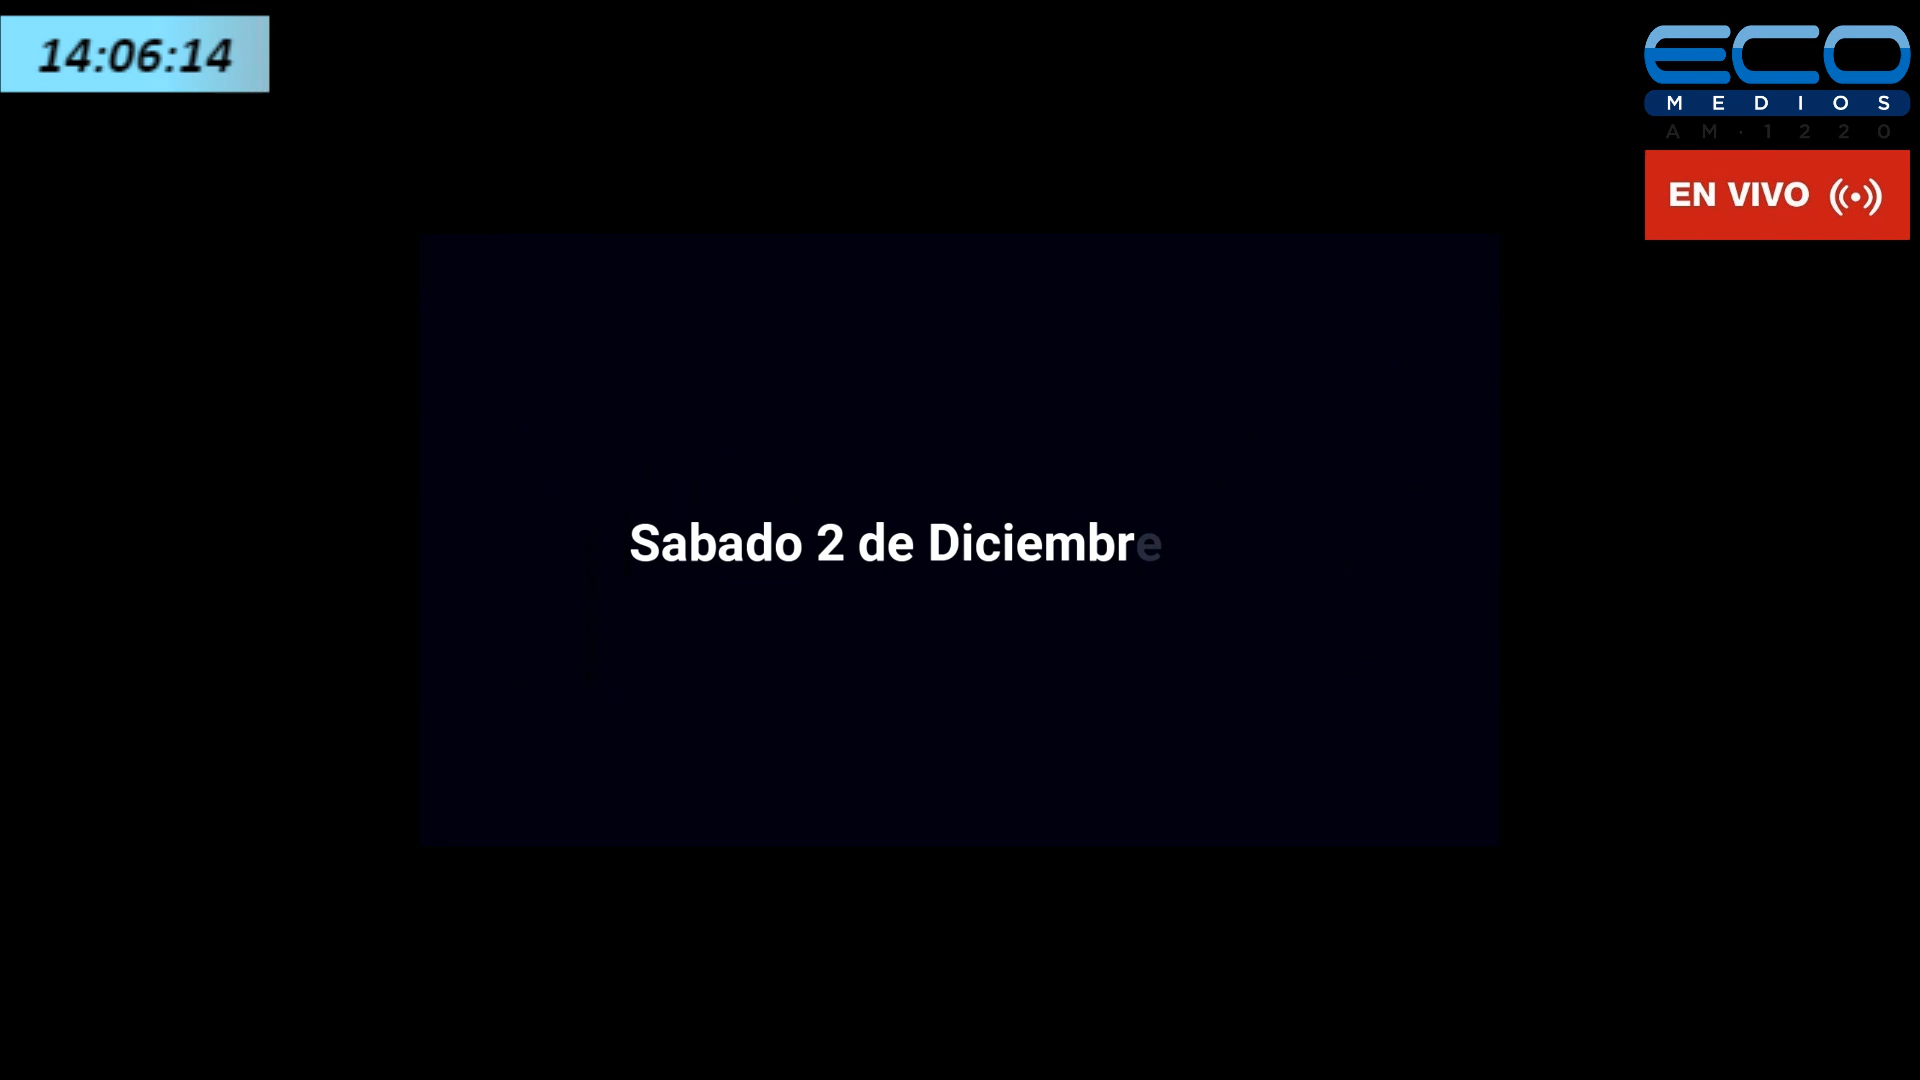 14:06:14
ECO
MEDIOS
AM·1220
EN VIVO
Sabado 2 de Diciembre